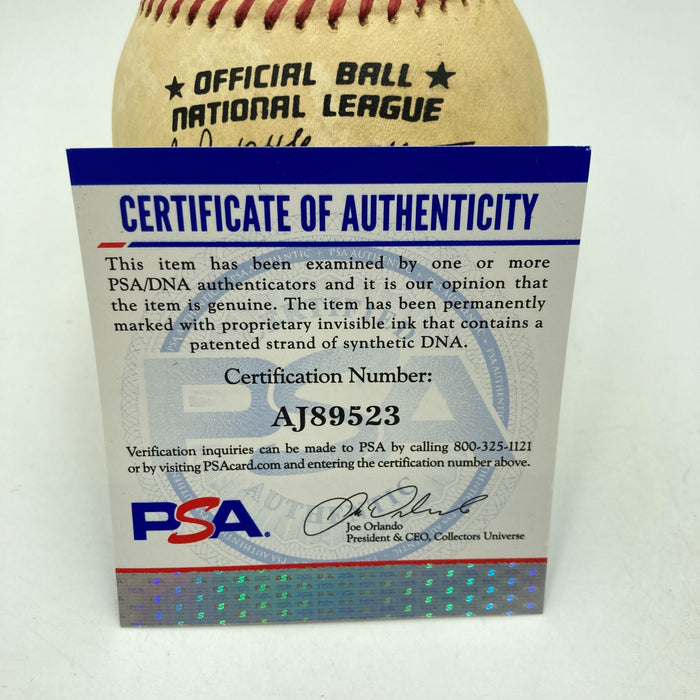 ★ OFFICIAL BALL ★
NATIONAL LEAGUE
CERTIFICATE OF AUTHENTICITY
This item has been examined by one or more
PSA/DNA authenticators and it is our opinion that
the item is genuine. The item has been permanently
marked with proprietary invisible ink that contains a
patented strand of synthetic DNA.
Certification Number:
AJ89523
Verification inquiries can be made to PSA by calling 800-325-1121
or by visiting PSAcard.com and entering the certification number above.
PSA.
Joe Orlando
President & CEO, Collectors Universe